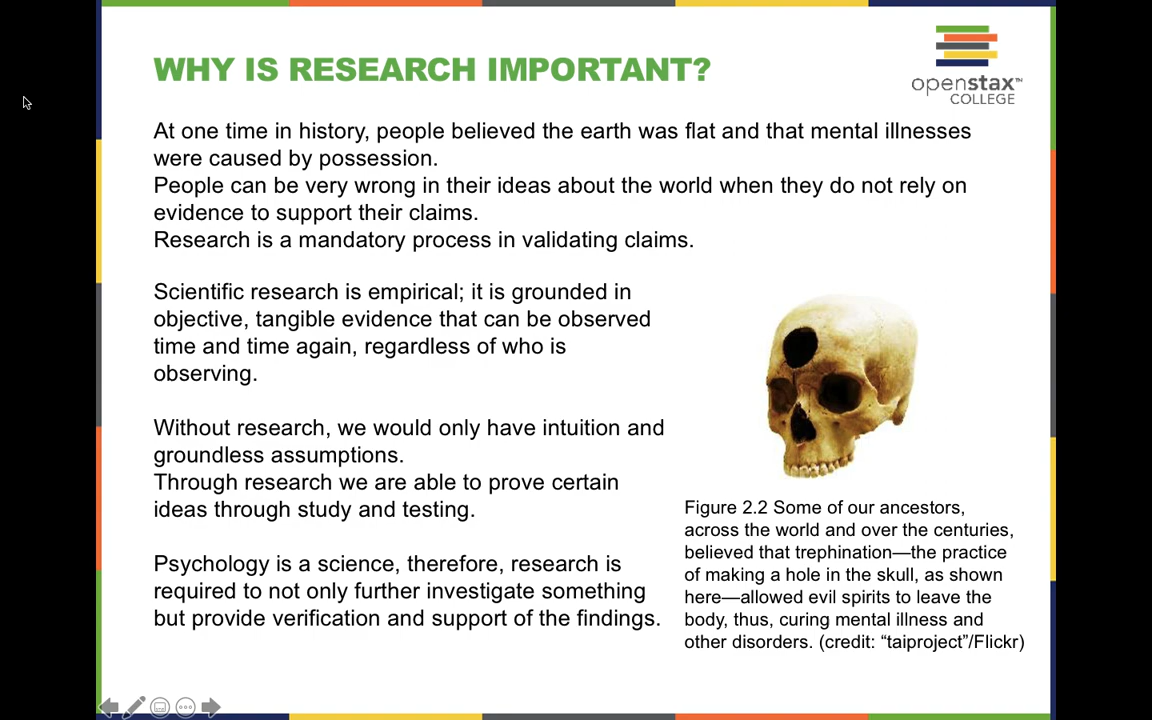 WHY IS RESEARCH IMPORTANT?
openstax™
COLLEGE
At one time in history, people believed the earth was flat and that mental illnesses
were caused by possession.
People can be very wrong in their ideas about the world when they do not rely on
evidence to support their claims.
Research is a mandatory process in validating claims.
Scientific research is empirical; it is grounded in
objective, tangible evidence that can be observed
time and time again, regardless of who is
observing.
Without research, we would only have intuition and
groundless assumptions.
Through research we are able to prove certain
ideas through study and testing.
Psychology is a science, therefore, research is
required to not only further investigate something
but provide verification and support of the findings.
Figure 2.2 Some of our ancestors,
across the world and over the centuries,
believed that trephination—the practice
of making a hole in the skull, as shown
here—allowed evil spirits to leave the
body, thus, curing mental illness and
other disorders. (credit: “taiproject”/Flickr)